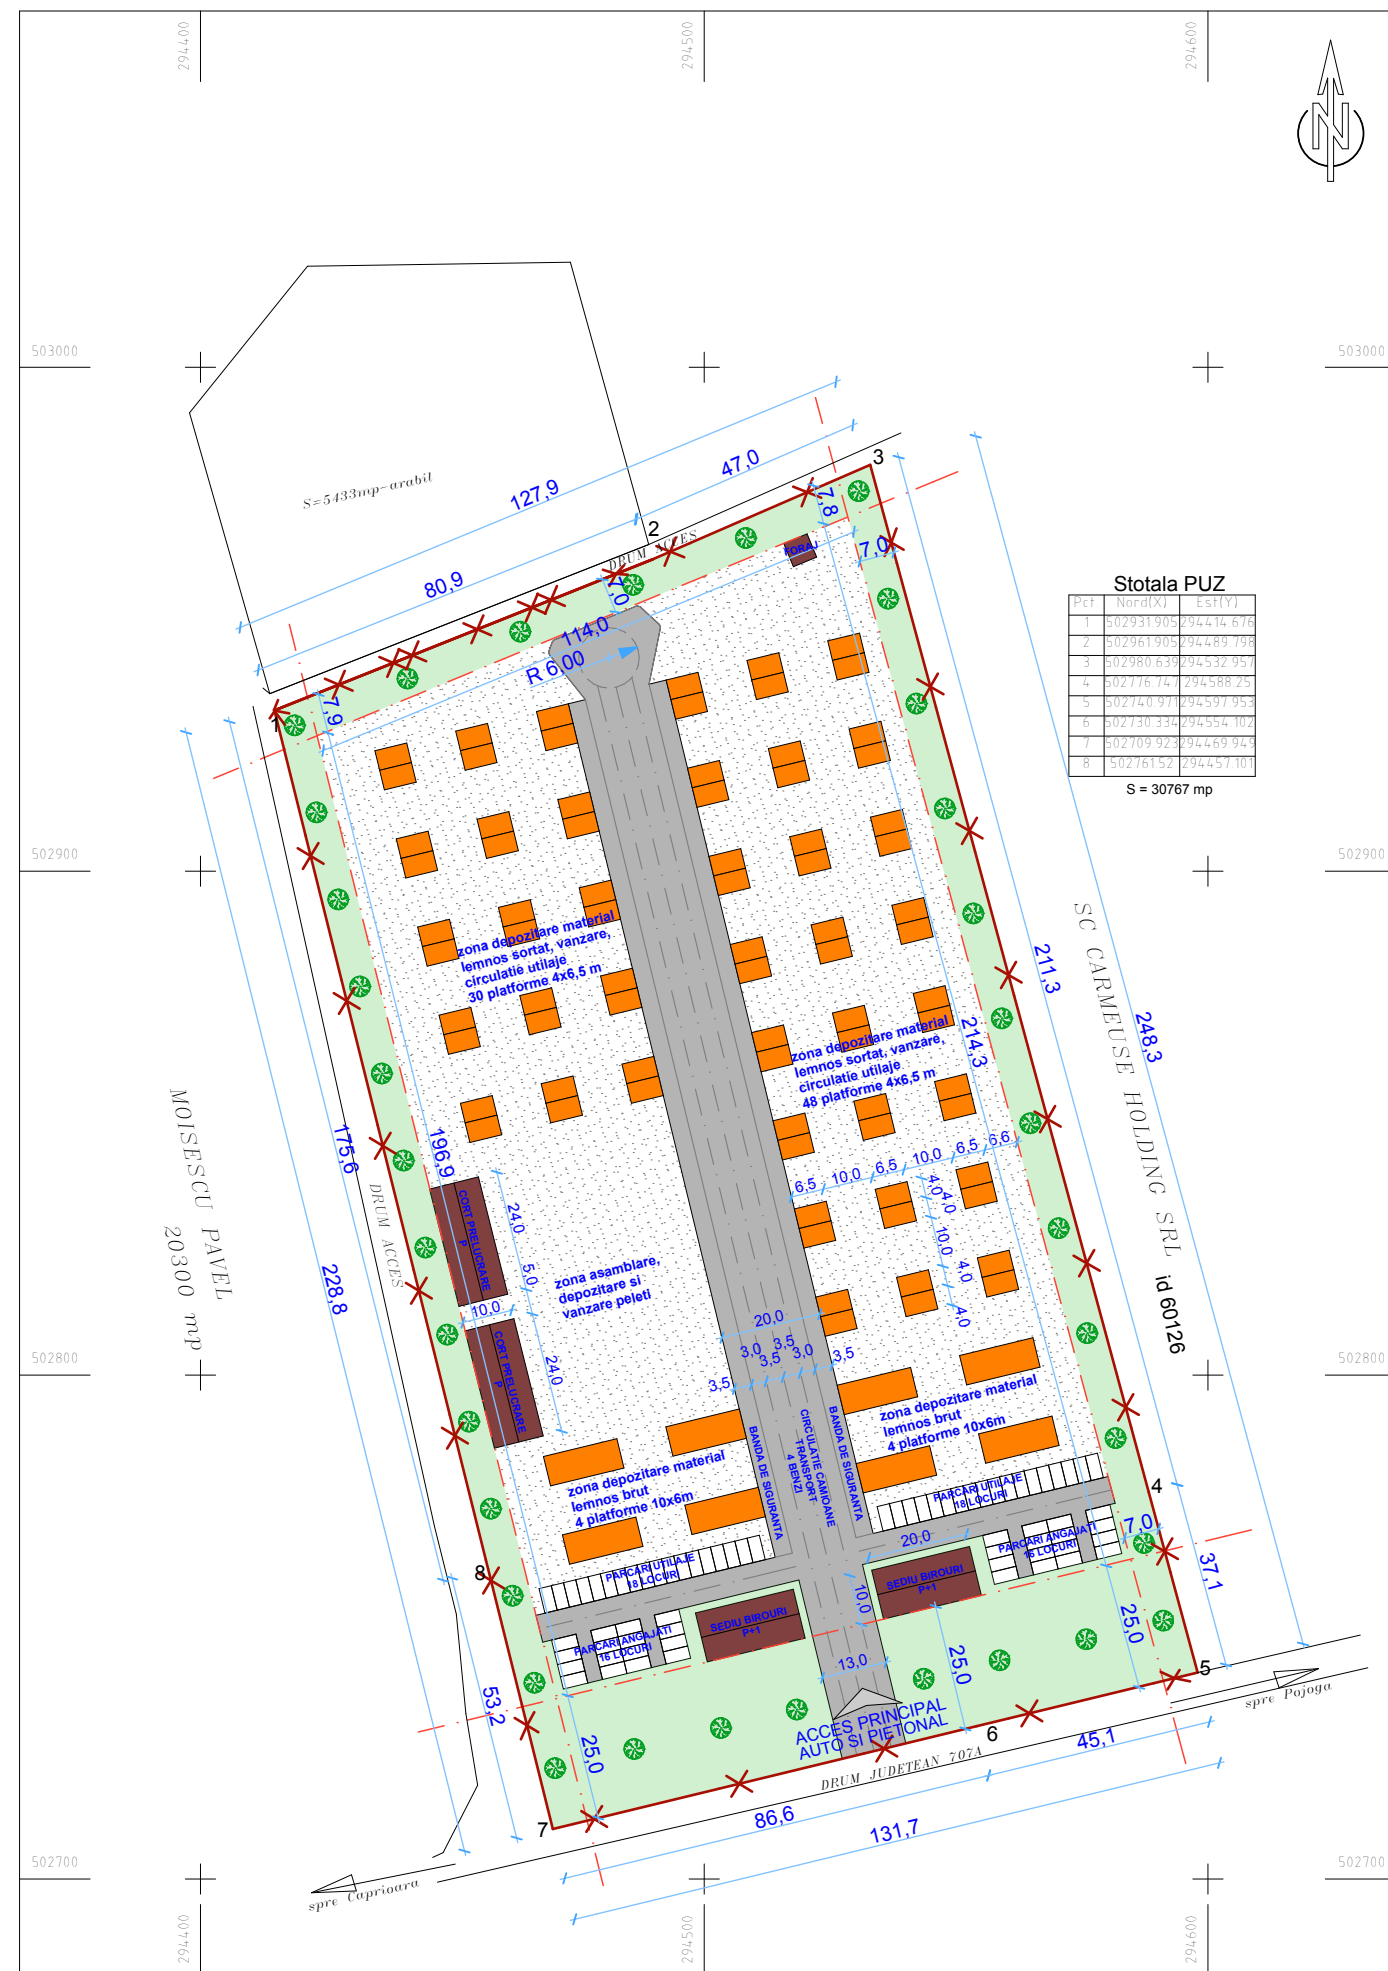 294400
294500
294600
N
503000
503000
S=5433mp-arabil
127,9
47,0
3
2
DRUM ACCES
80,9
7,8
FORAJ
7,0
7,0
114,0
R 6,00
1
7,9
Stotala PUZ
Pct Nord(X) Est(Y)
1 502931.905 294414.676
2 502961.905 294489.798
3 502980.639 294532.957
4 502776.747 294588.25
5 502740.971 294597.953
6 502730.334 294554.102
7 502709.923 294469.949
8 502761.52 294457.101
S = 30767 mp
502900
502900
zona depozitare material
lemnos sortat, vanzare,
circulatie utilaje
30 platforme 4x6,5 m
zona depozitare material
lemnos sortat, vanzare,
circulatie utilaje
48 platforme 4x6,5 m
211,3
214,3
248,3
SC CARMEUSE HOLDING SRL
id 60126
MOISESCU PAVEL
20300 mp
175,6
196,9
228,8
DRUM ACCES
6,5
10,0
6,5
10,0
6,5
6,6
4,0
4,0
10,0
4,0
4,0
CORT PRELUCRARE
P
24,0
5,0
10,0
CORT PRELUCRARE
P
24,0
zona asamblare,
depozitare si
vanzare peleti
20,0
3,5
3,0
3,5
3,5
3,0
3,5
502800
502800
zona depozitare material
lemnos brut
4 platforme 10x6m
zona depozitare material
lemnos brut
4 platforme 10x6m
BANDA DE SIGURANTA
CIRCULATIE CAMIOANE
TRANSPORT
4 BENZI
BANDA DE SIGURANTA
PARCARI UTILAJE
18 LOCURI
PARCARI UTILAJE
18 LOCURI
4
7,0
20,0
PARCARI ANGAJATI
16 LOCURI
SEDIU BIROURI
P+1
10,0
8
PARCARI ANGAJATI
16 LOCURI
SEDIU BIROURI
P+1
37,1
25,0
25,0
13,0
53,2
25,0
ACCES PRINCIPAL
AUTO SI PIETONAL
5
spre Pojoga
6
DRUM JUDETEAN 707A
45,1
86,6
131,7
7
spre Caprioara
502700
502700
294400
294500
294600